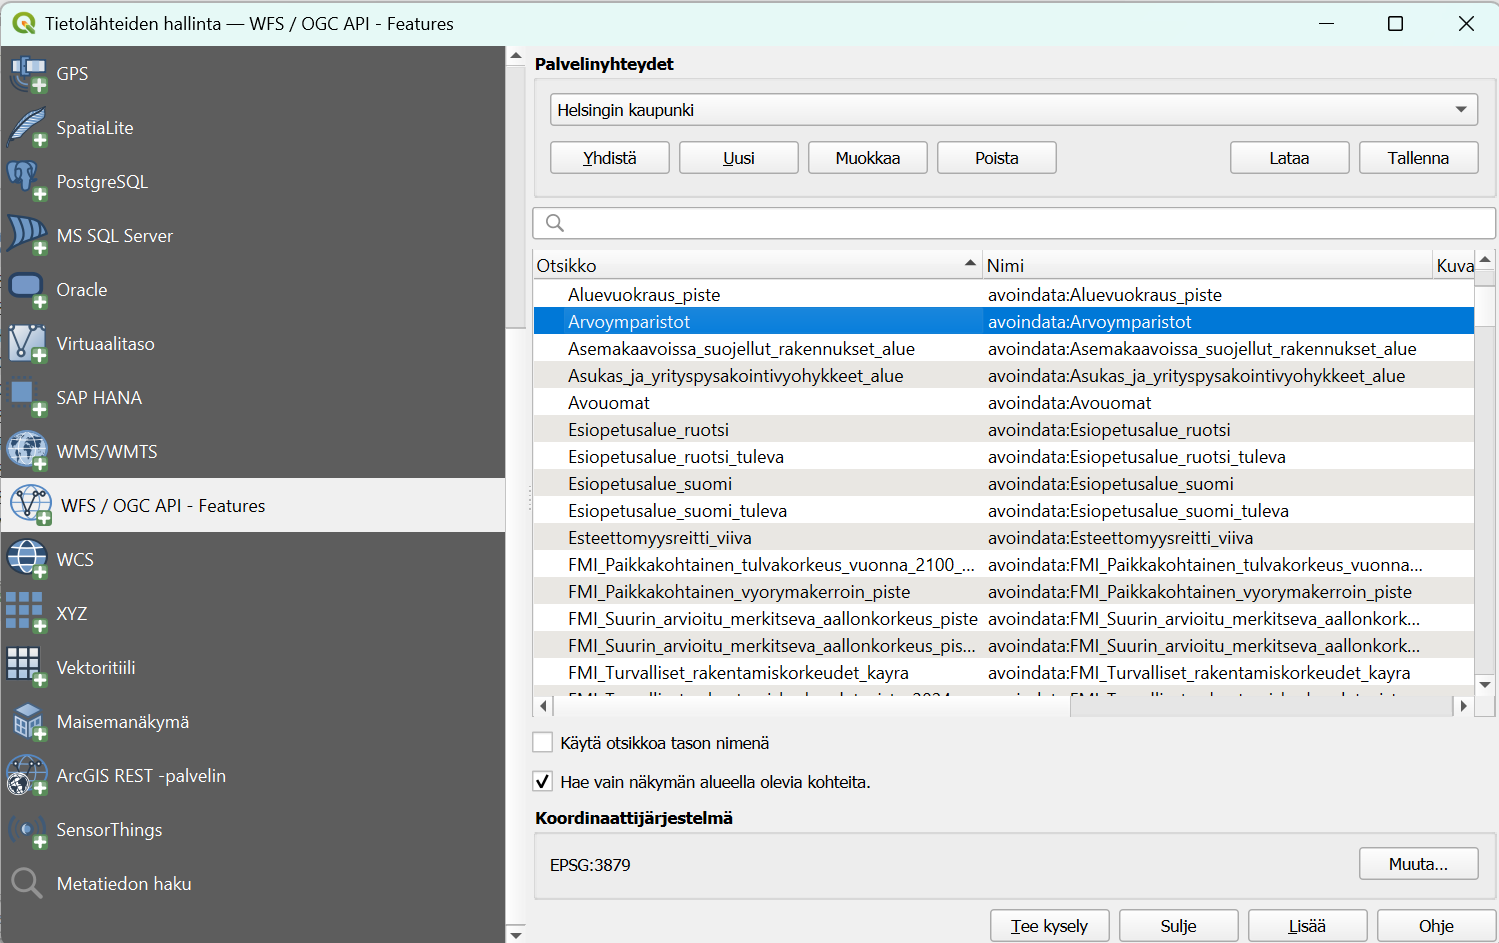 Tietolähteiden hallinta — WFS / OGC API - Features
GPS
SpatiaLite
PostgreSQL
MS SQL Server
Oracle
Virtuaalitaso
SAP HANA
WMS/WMTS
WFS / OGC API - Features
WCS
XYZ
Vektoritiili
Maisemanäkymä
ArcGIS REST -palvelin
SensorThings
Metatiedon haku
Palvelinyhteydet
Helsingin kaupunki
Yhdistä Uusi Muokkaa Poista Lataa Tallenna
Otsikko Nimi Kuva
Aluevuokraus_piste avoindata:Aluevuokraus_piste
Arvoymparistot avoindata:Arvoymparistot
Asemakaavoissa_suojellut_rakennukset_alue avoindata:Asemakaavoissa_suojellut_rakennukset_alue
Asukas_ja_yrityspysakointivyohykkeet_alue avoindata:Asukas_ja_yrityspysakointivyohykkeet_alue
Avouomat avoindata:Avouomat
Esiopetusalue_ruotsi avoindata:Esiopetusalue_ruotsi
Esiopetusalue_ruotsi_tuleva avoindata:Esiopetusalue_ruotsi_tuleva
Esiopetusalue_suomi avoindata:Esiopetusalue_suomi
Esiopetusalue_suomi_tuleva avoindata:Esiopetusalue_suomi_tuleva
Esteettomyysreitti_viiva avoindata:Esteettomyysreitti_viiva
FMI_Paikkakohtainen_tulvakorkeus_vuonna_2100_... avoindata:FMI_Paikkakohtainen_tulvakorkeus_vuonna...
FMI_Paikkakohtainen_vyorymakerroin_piste avoindata:FMI_Paikkakohtainen_vyorymakerroin_piste
FMI_Suurin_arvioitu_merkitseva_aallonkorkeus_piste avoindata:FMI_Suurin_arvioitu_merkitseva_aallonkork...
FMI_Suurin_arvioitu_merkitseva_aallonkorkeus_pis... avoindata:FMI_Suurin_arvioitu_merkitseva_aallonkork...
FMI_Turvalliset_rakentamiskorkeudet_kayra avoindata:FMI_Turvalliset_rakentamiskorkeudet_kayra
Käytä otsikkoa tason nimenä
Hae vain näkymän alueella olevia kohteita.
Koordinaattijärjestelmä
EPSG:3879 Muuta...
Tee kysely Sulje Lisää Ohje